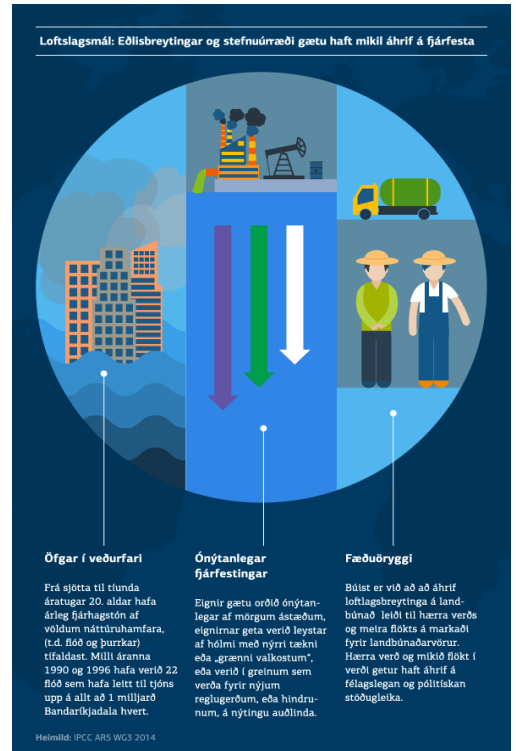 Loftslagsmál: Eðlisbreytingar og stefnuúrræði gætu haft mikil áhrif á fjárfesta
Öfgar í veðurfari
Frá sjötta til tíunda
áratugar 20. aldar hafa
árleg fjárhagstón af
völdum náttúruhamfara,
(t.d. flóð og þurrkar)
tífaldast. Milli áranna
1990 og 1996 hafa verið 22
flóð sem hafa leitt til tjóns
upp á allt að 1 milljarð
Bandaríkjadala hvert.
Ónýtanlegar
fjárfestingar
Eignir gætu orðið ónýtan-
legar af mörgum ástæðum,
eignirnar geta verið leystar
af hólmi með nýrri tækni
eða „grænni valkostum",
eða verið í greinum sem
verða fyrir nýjum
reglugerðum, eða hindru-
num, á nýtingu auðlinda.
Fæðuöryggi
Búist er við að að áhrif
loftlagsbreytinga á land-
búnað  leiði til hærra verðs
og meira flökts á markaði
fyrir landbúnaðarvörur.
Hærra verð og mikið flökt í
verði getur haft áhrif á
félagslegan og pólitískan
stöðugleika.
Heimild: IPCC AR5 WG3 2014